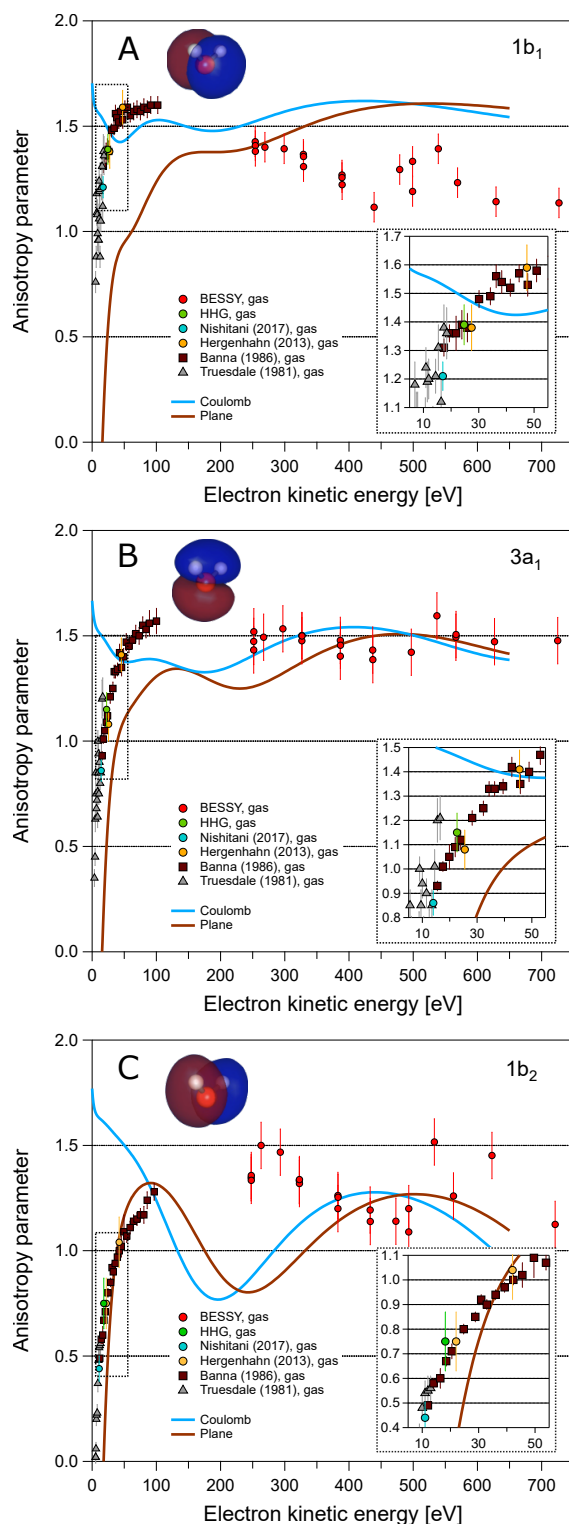 A
1b1
2.0
1.5
1.0
0.5
0.0
Anisotropy parameter
BESSY, gas
HHG, gas
Nishitani (2017), gas
Hergenhahn (2013), gas
Banna (1986), gas
Truesdale (1981), gas
Coulomb
Plane
1.7
1.6
1.5
1.4
1.3
1.2
1.1
10 20 30 40 50
0 100 200 300 400 500 600 700
Electron kinetic energy [eV]
B
3a1
2.0
1.5
1.0
0.5
0.0
Anisotropy parameter
BESSY, gas
HHG, gas
Nishitani (2017), gas
Hergenhahn (2013), gas
Banna (1986), gas
Truesdale (1981), gas
Coulomb
Plane
1.5
1.4
1.3
1.2
1.1
1.0
0.9
0.8
10 20 30 40 50
0 100 200 300 400 500 600 700
Electron kinetic energy [eV]
C
1b2
2.0
1.5
1.0
0.5
0.0
Anisotropy parameter
BESSY, gas
HHG, gas
Nishitani (2017), gas
Hergenhahn (2013), gas
Banna (1986), gas
Truesdale (1981), gas
Coulomb
Plane
1.1
1.0
0.9
0.8
0.7
0.6
0.5
0.4
10 20 30 40 50
0 100 200 300 400 500 600 700
Electron kinetic energy [eV]